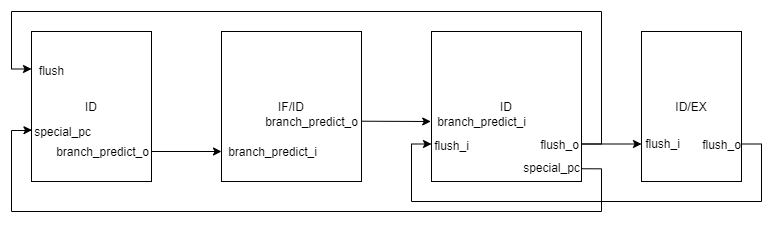 ID
flush
special_pc
branch_predict_o
IF/ID
branch_predict_o
branch_predict_i
ID
branch_predict_i
flush_i
flush_o
special_pc
ID/EX
flush_i
flush_o